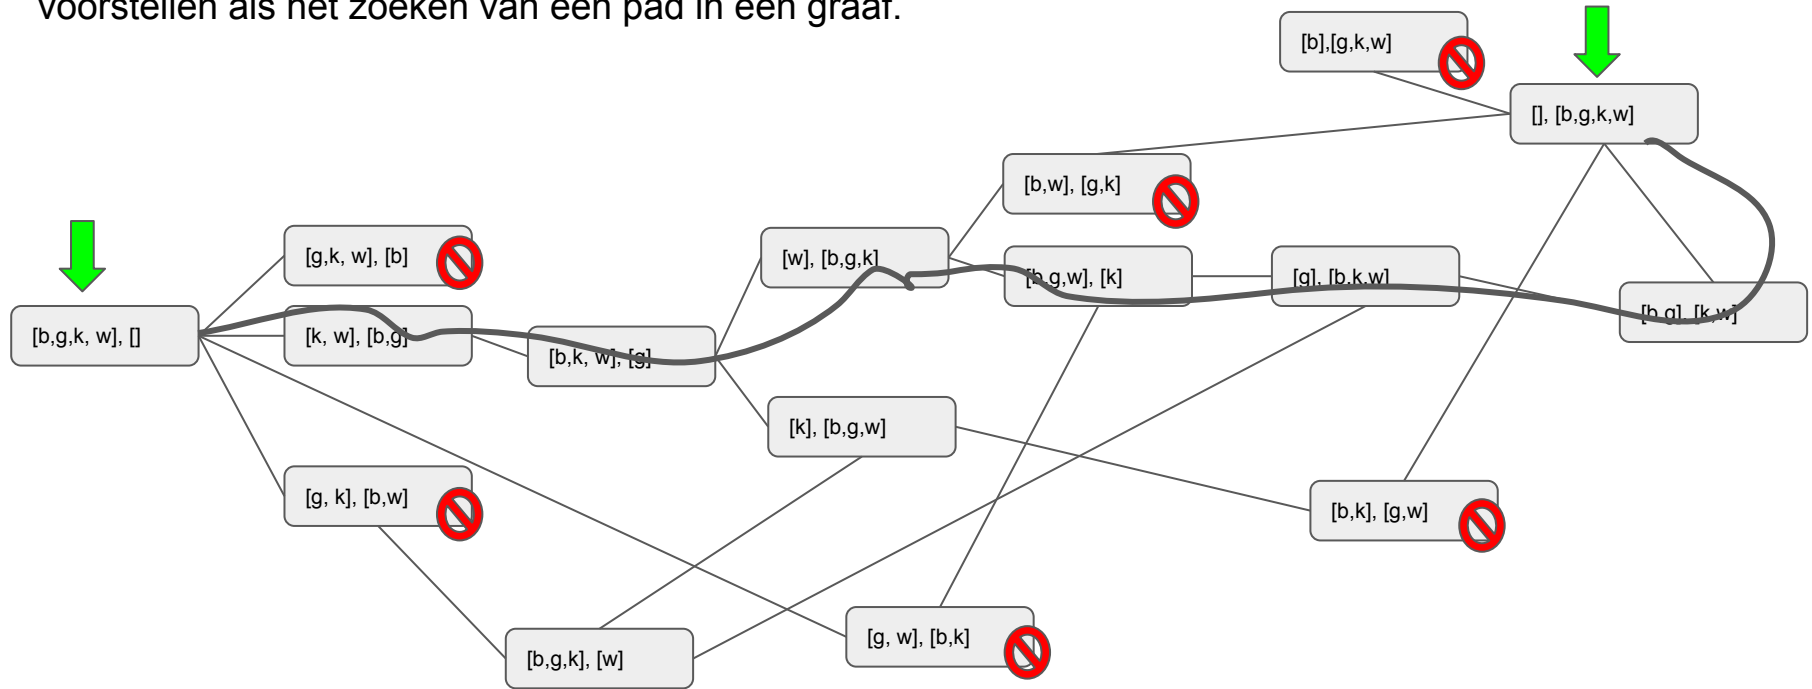 voorstellen als het zoeken van een pad in een graaf.
[b],[g,k,w]
[], [b,g,k,w]
[b,w], [g,k]
[g,k, w], [b]
[w], [b,g,k]
[b,g,w], [k]
[g], [b,k,w]
[b,g], [k,w]
[b,g,k, w], []
[k, w], [b,g]
[b,k, w], [g]
[k], [b,g,w]
[g, k], [b,w]
[b,k], [g,w]
[g, w], [b,k]
[b,g,k], [w]